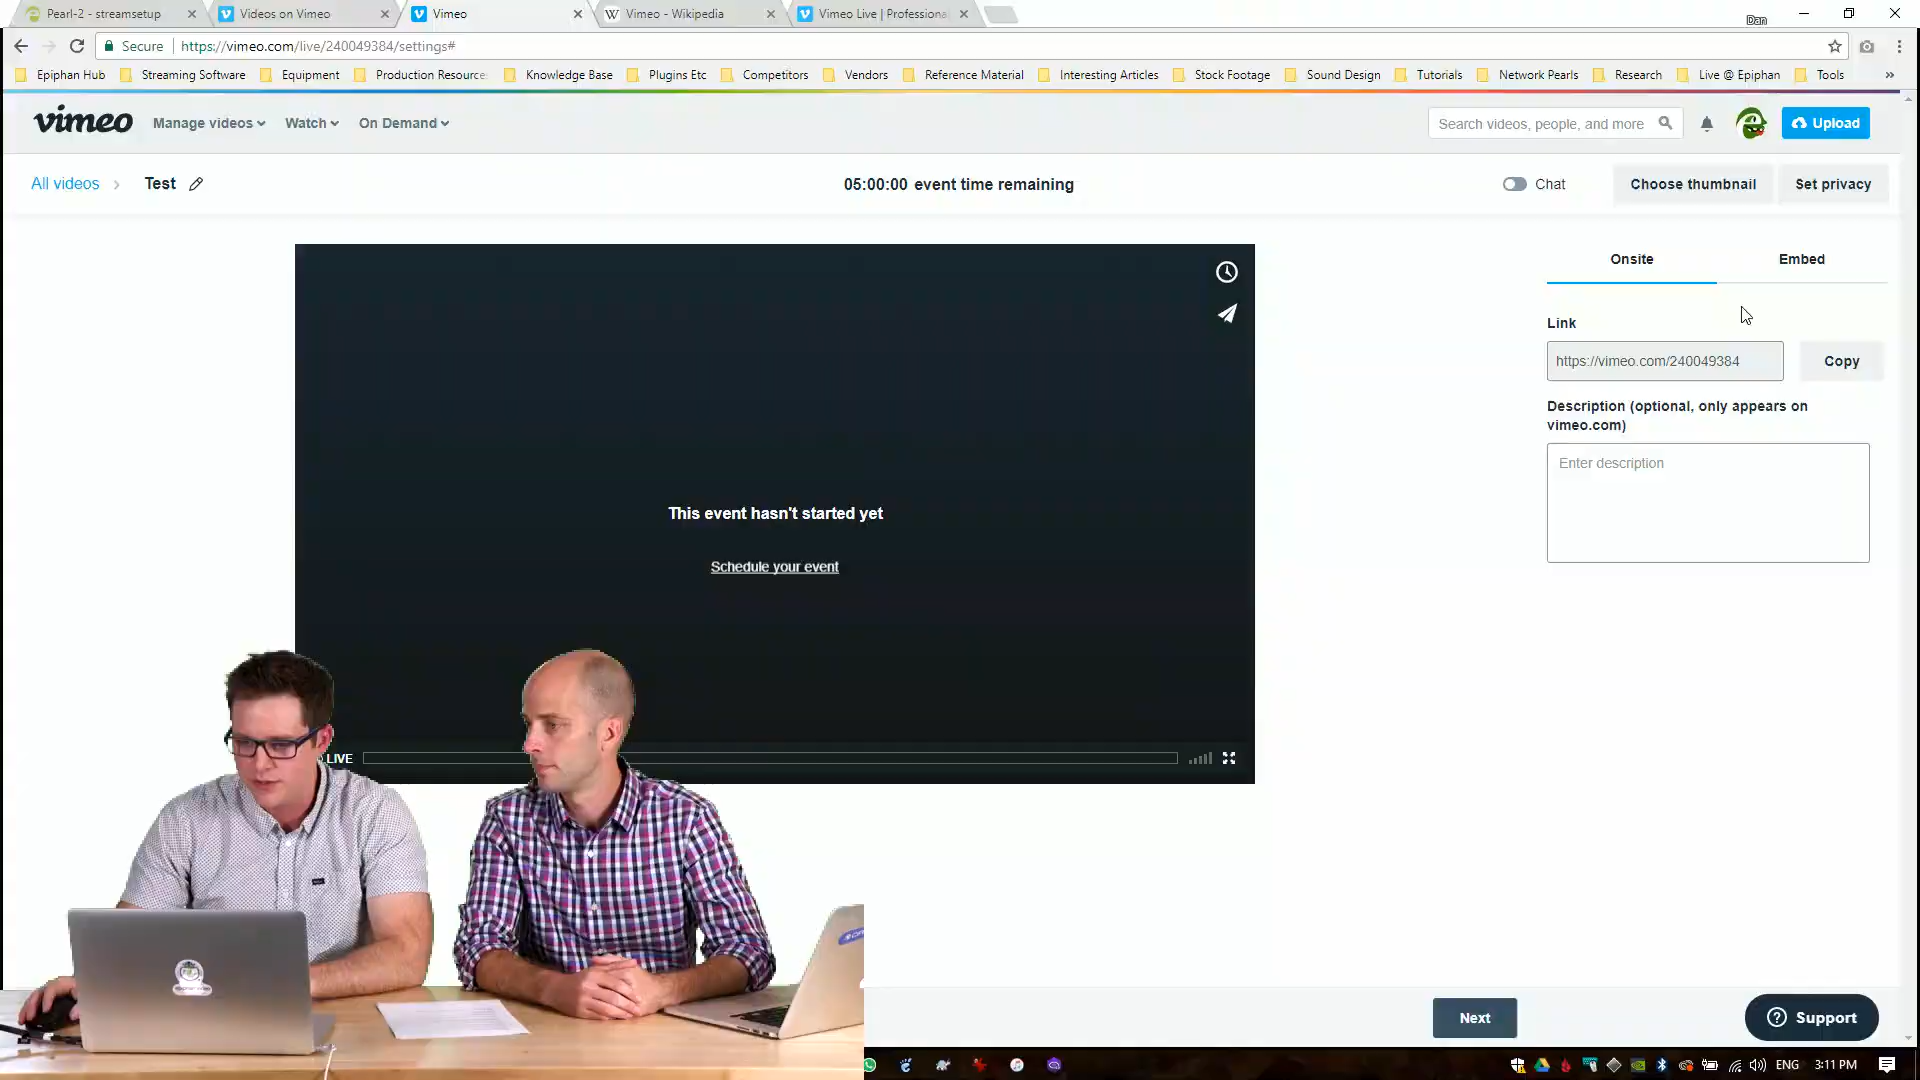 Pearl-2 - streamsetup
Videos on Vimeo
Vimeo
Vimeo - Wikipedia
Vimeo Live | Professiona
Dan
Secure
https://vimeo.com/live/240049384/settings#
Epiphan Hub
Streaming Software
Equipment
Production Resource
Knowledge Base
Plugins Etc
Competitors
Vendors
Reference Material
Interesting Articles
Stock Footage
Sound Design
Tutorials
Network Pearls
Research
Live @ Epiphan
Tools
»
vimeo
Manage videos
Watch
On Demand
Search videos, people, and more
Upload
All videos
Test
05:00:00 event time remaining
Chat
Choose thumbnail
Set privacy
Onsite
Embed
Link
https://vimeo.com/240049384
Copy
Description (optional, only appears on
vimeo.com)
Enter description
This event hasn't started yet
Schedule your event
LIVE
Next
Support
ENG
3:11 PM